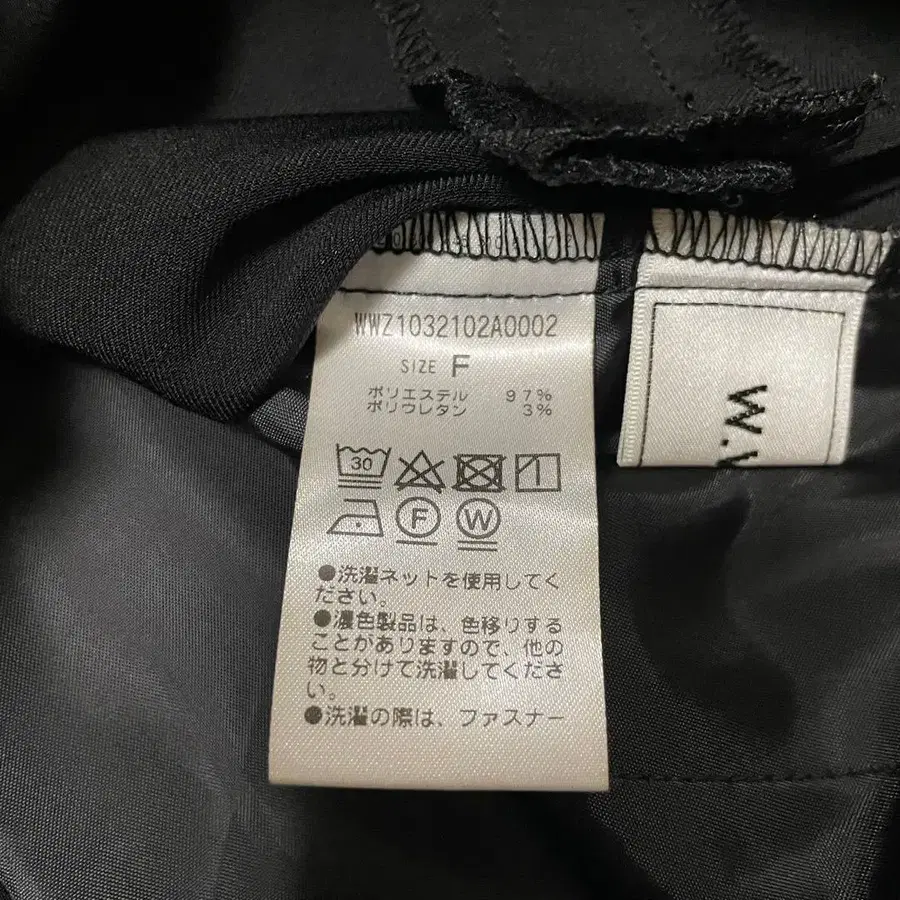 WWZ1032102A0002
SIZE F
ポリエステル 97%
ポリウレタン 3%
30
F W
●洗濯ネットを使用してく
ださい。
●濃色製品は、色移りする
ことがありますので、他の
物と分けて洗濯してくださ
い。
●洗濯の際は、ファスナー
W.